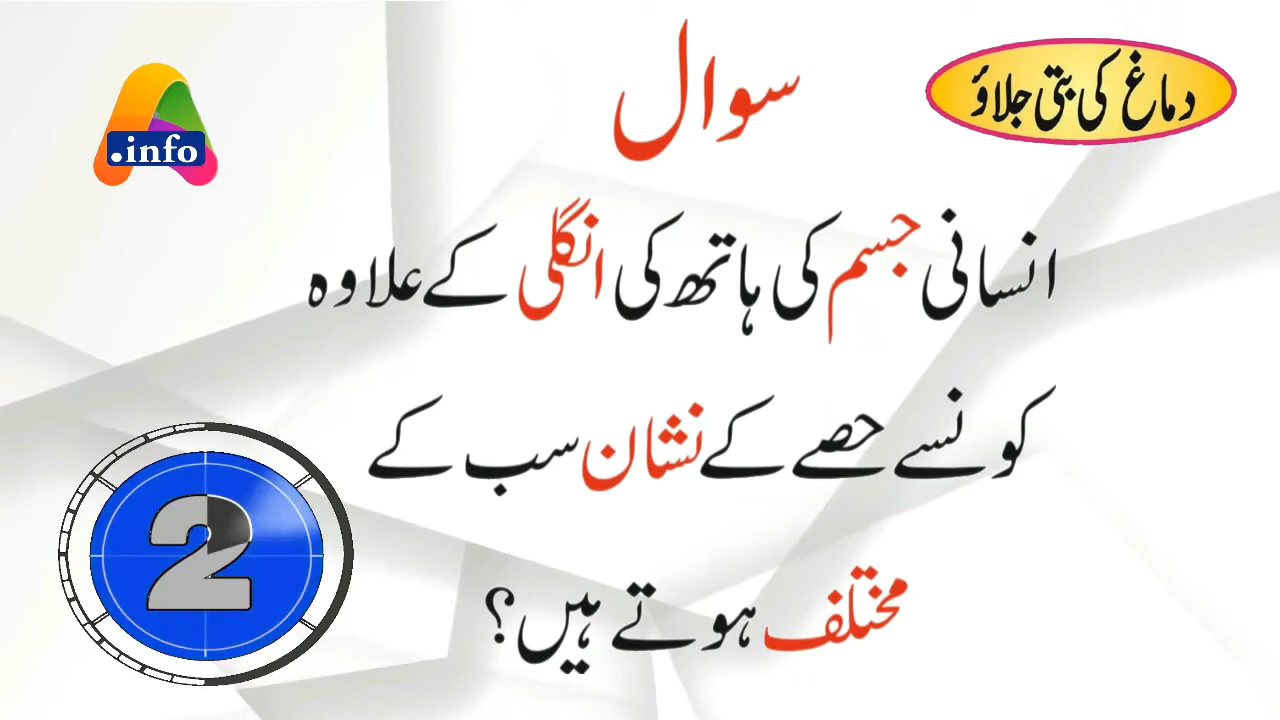 .info
سوال
دماغ کی بتی جلاؤ
انسانی جسم کی ہاتھ کی انگلی کے علاوہ
کونسے حصے کے نشان سب کے
مختلف ہوتے ہیں؟
2